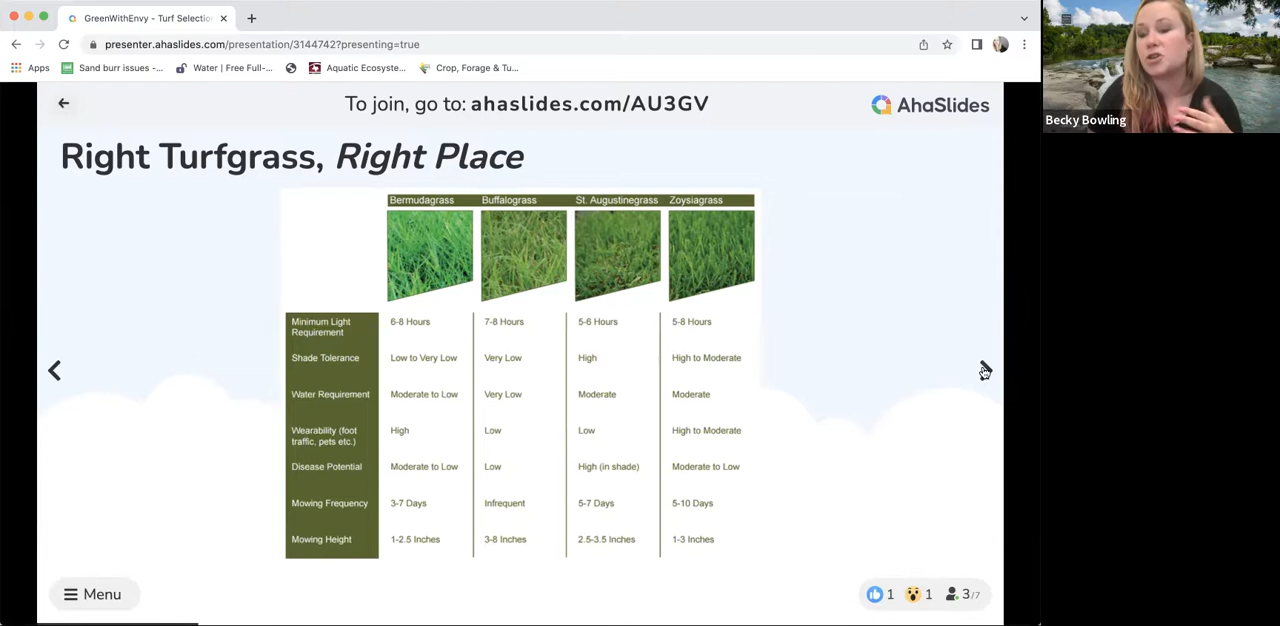 GreenWithEnvy - Turf Selectio
presenter.ahaslides.com/presentation/3144742?presenting=true
Apps
Sand burr issues -...
Water | Free Full-...
Aquatic Ecosyste...
Crop, Forage & Tu...
To join, go to: ahaslides.com/AU3GV
AhaSlides
Becky Bowling
Right Turfgrass, Right Place
Bermudagrass Buffalograss St. Augustinegrass Zoysiagrass
Minimum Light
Requirement
6-8 Hours 7-8 Hours 5-6 Hours 5-8 Hours
Shade Tolerance Low to Very Low Very Low High High to Moderate
Water Requirement Moderate to Low Very Low Moderate Moderate
Wearability (foot
traffic, pets etc.)
High Low Low High to Moderate
Disease Potential Moderate to Low Low High (in shade) Moderate to Low
Mowing Frequency 3-7 Days Infrequent 5-7 Days 5-10 Days
Mowing Height 1-2.5 Inches 3-8 Inches 2.5-3.5 Inches 1-3 Inches
Menu
1 1 3/7